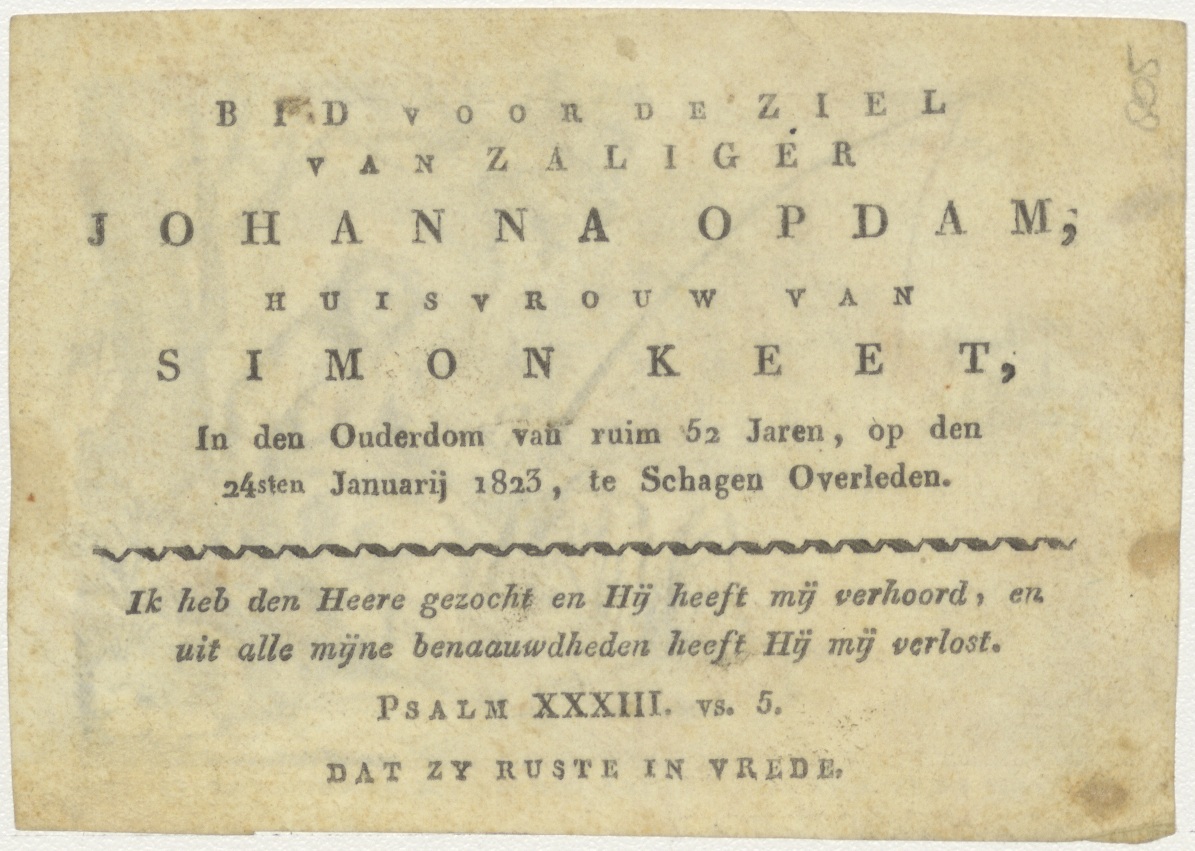 BID VOOR DE ZIEL
VAN ZALIGER
JOHANNA OPDAM;
HUISVROUW VAN
SIMON KEET,
In den Ouderdom van ruim 52 Jaren, op den
24sten Januarij 1823, te Schagen Overleden.
Ik heb den Heere gezocht en Hij heeft mij verhoord, en
uit alle mijne benaauwdheden heeft Hij mij verlost.
PSALM XXXIII. vs. 5.
DAT ZY RUSTE IN VREDE.